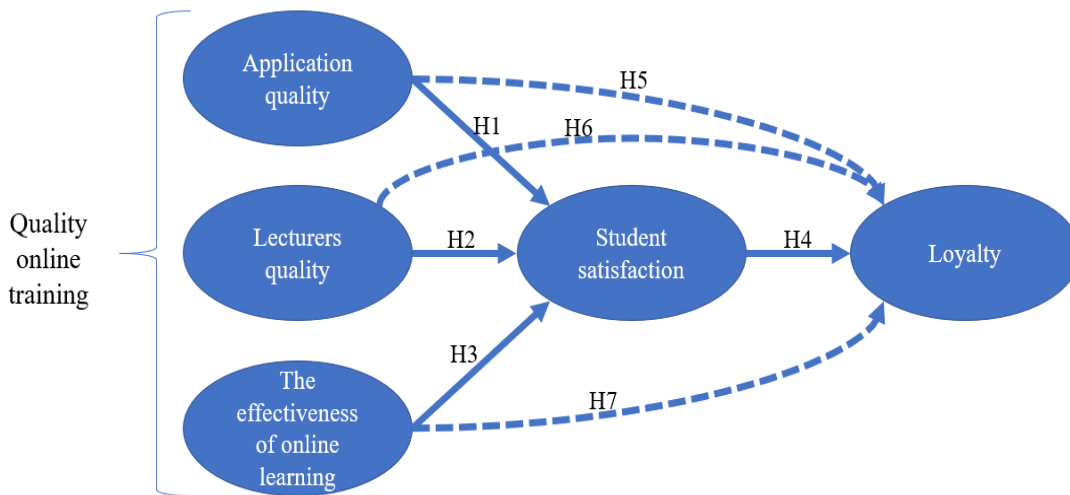 Quality
online
training
Application
quality
Lecturers
quality
The
effectiveness
of online
learning
H1
H2
H3
H5
H6
H7
Student
satisfaction
H4
Loyalty